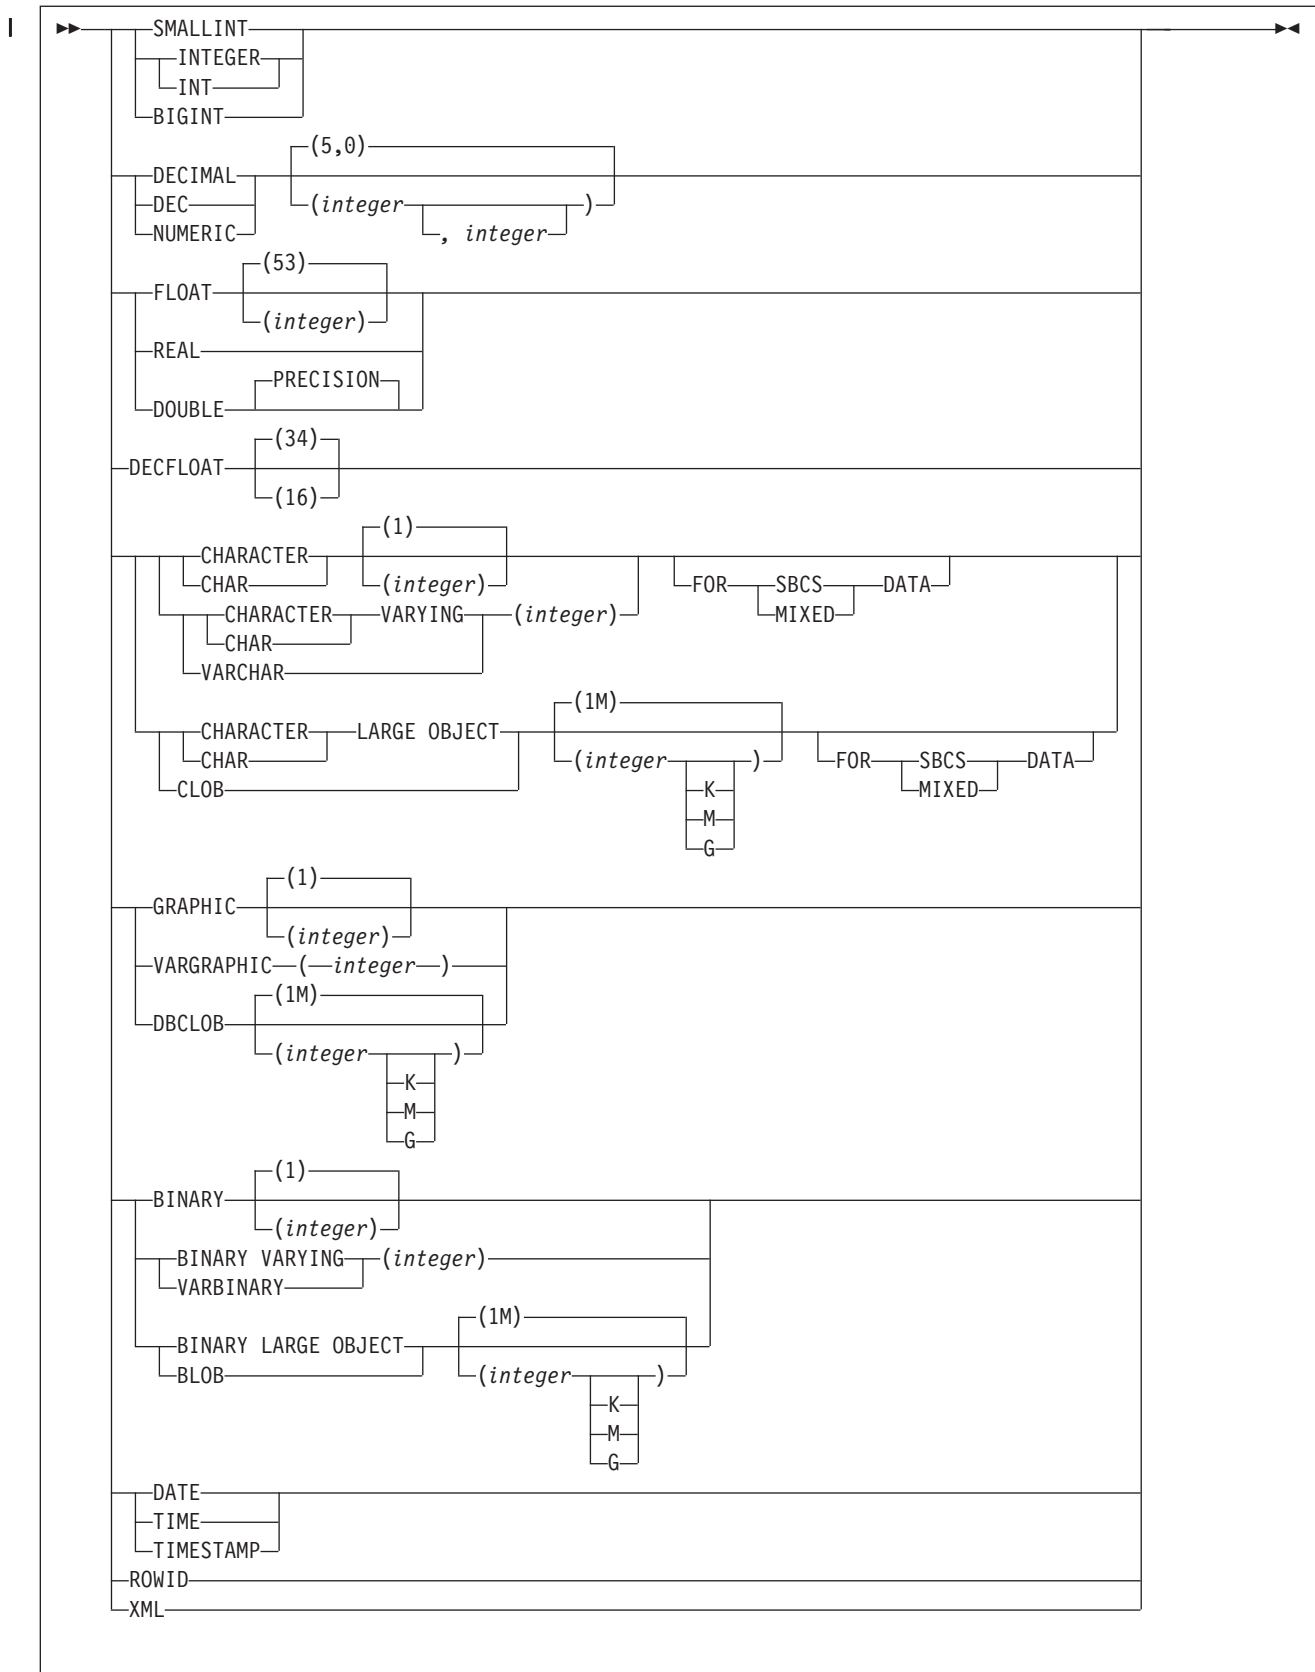 SMALLINT
INTEGER
INT
BIGINT
(5,0)
DECIMAL
DEC (integer )
NUMERIC , integer
(53)
FLOAT
(integer)
REAL
PRECISION
DOUBLE
(34)
DECFLOAT
(16)
(1)
CHARACTER
CHAR (integer) FOR SBCS DATA
CHARACTER VARYING (integer) MIXED
CHAR
VARCHAR
(1M)
CHARACTER LARGE OBJECT
CHAR (integer ) FOR SBCS DATA
CLOB K MIXED
M
G
(1)
GRAPHIC
(integer)
VARGRAPHIC ( integer )
(1M)
DBCLOB
(integer )
K
M
G
(1)
BINARY
(integer)
BINARY VARYING (integer)
VARBINARY
(1M)
BINARY LARGE OBJECT
BLOB (integer )
K
M
G
DATE
TIME
TIMESTAMP
ROWID
XML